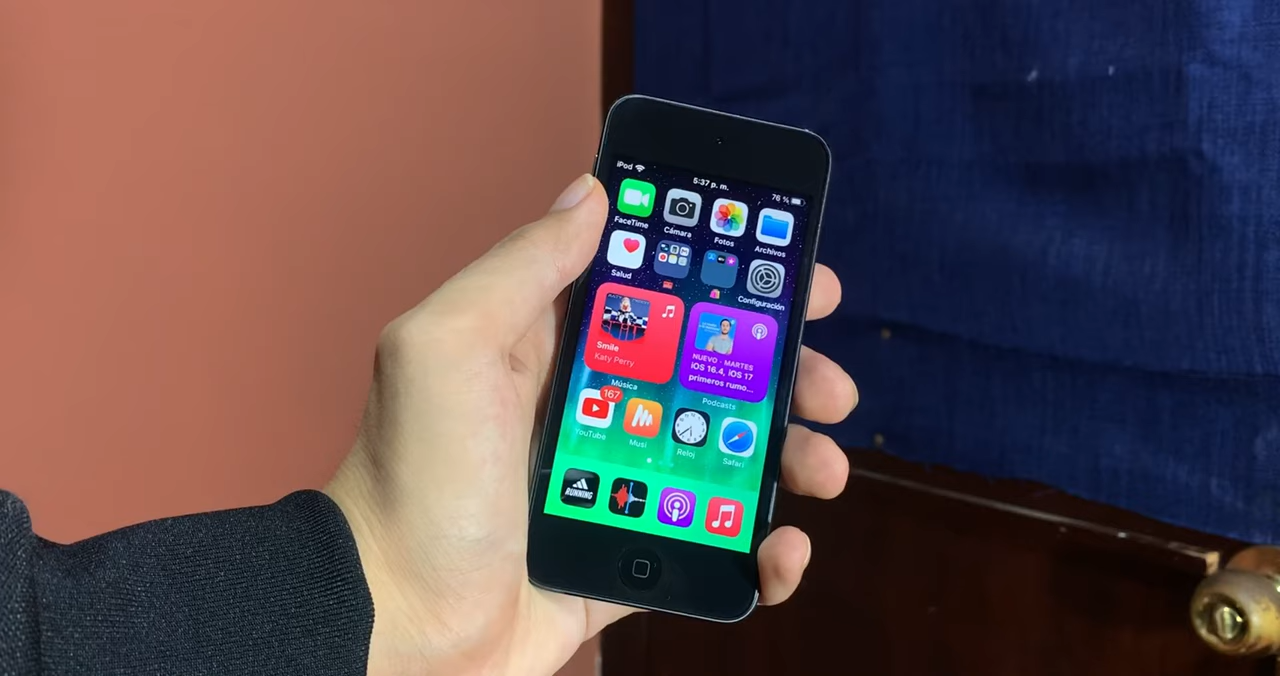 iPod
5:37 p. m.
76 %
FaceTime
Cámara
Fotos
Archivos
Salud
Configuración
Smile
Katy Perry
Música
NUEVO · MARTES
iOS 16.4, iOS 17
primeros rumo...
Podcasts
167
YouTube
Musi
Reloj
Safari
RUNNING